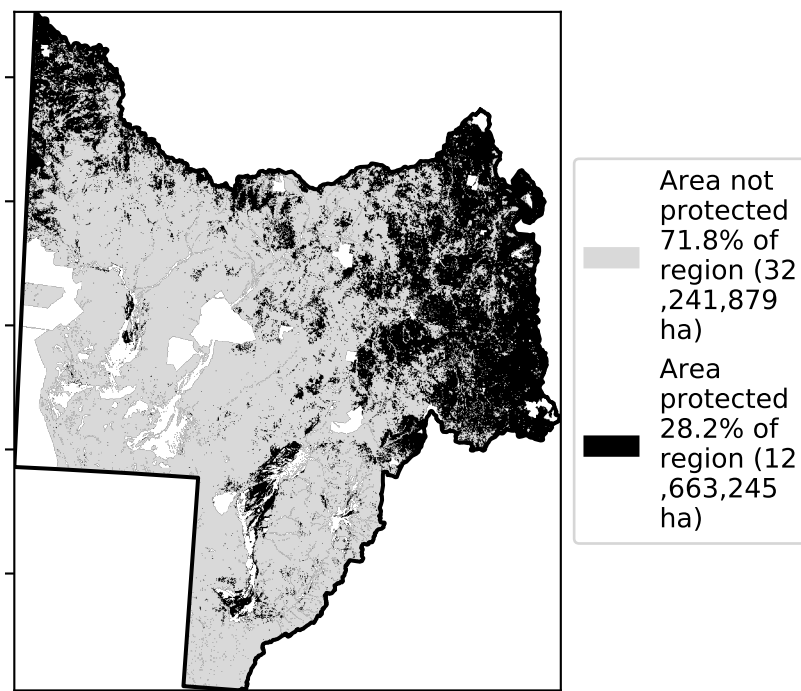 Area not
protected
71.8% of
region (32
,241,879
ha)
Area
protected
28.2% of
region (12
,663,245
ha)